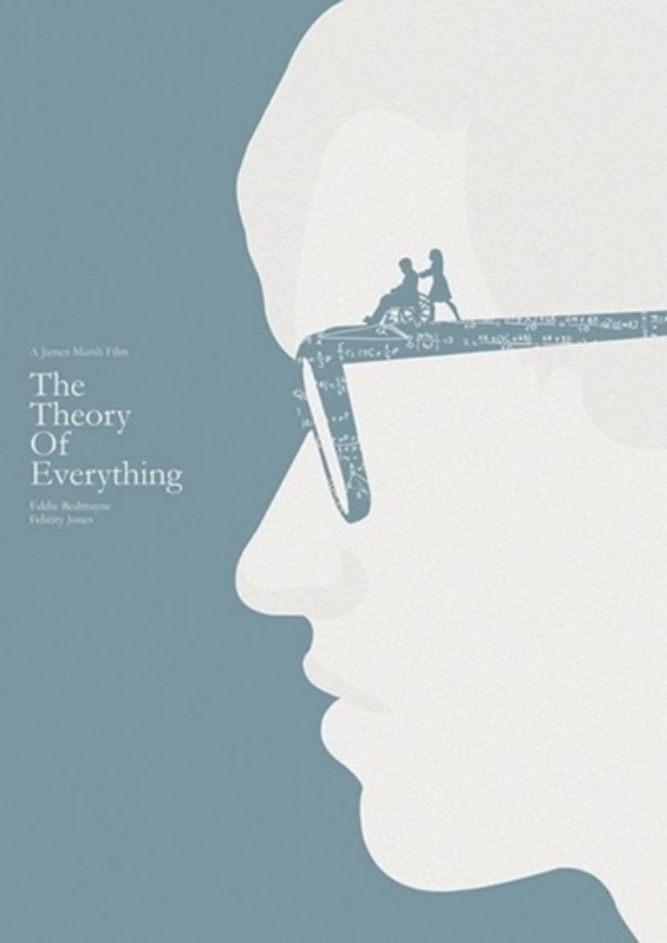 A James Marsh Film
The
Theory
Of
Everything
Eddie Redmayne
Felicity Jones